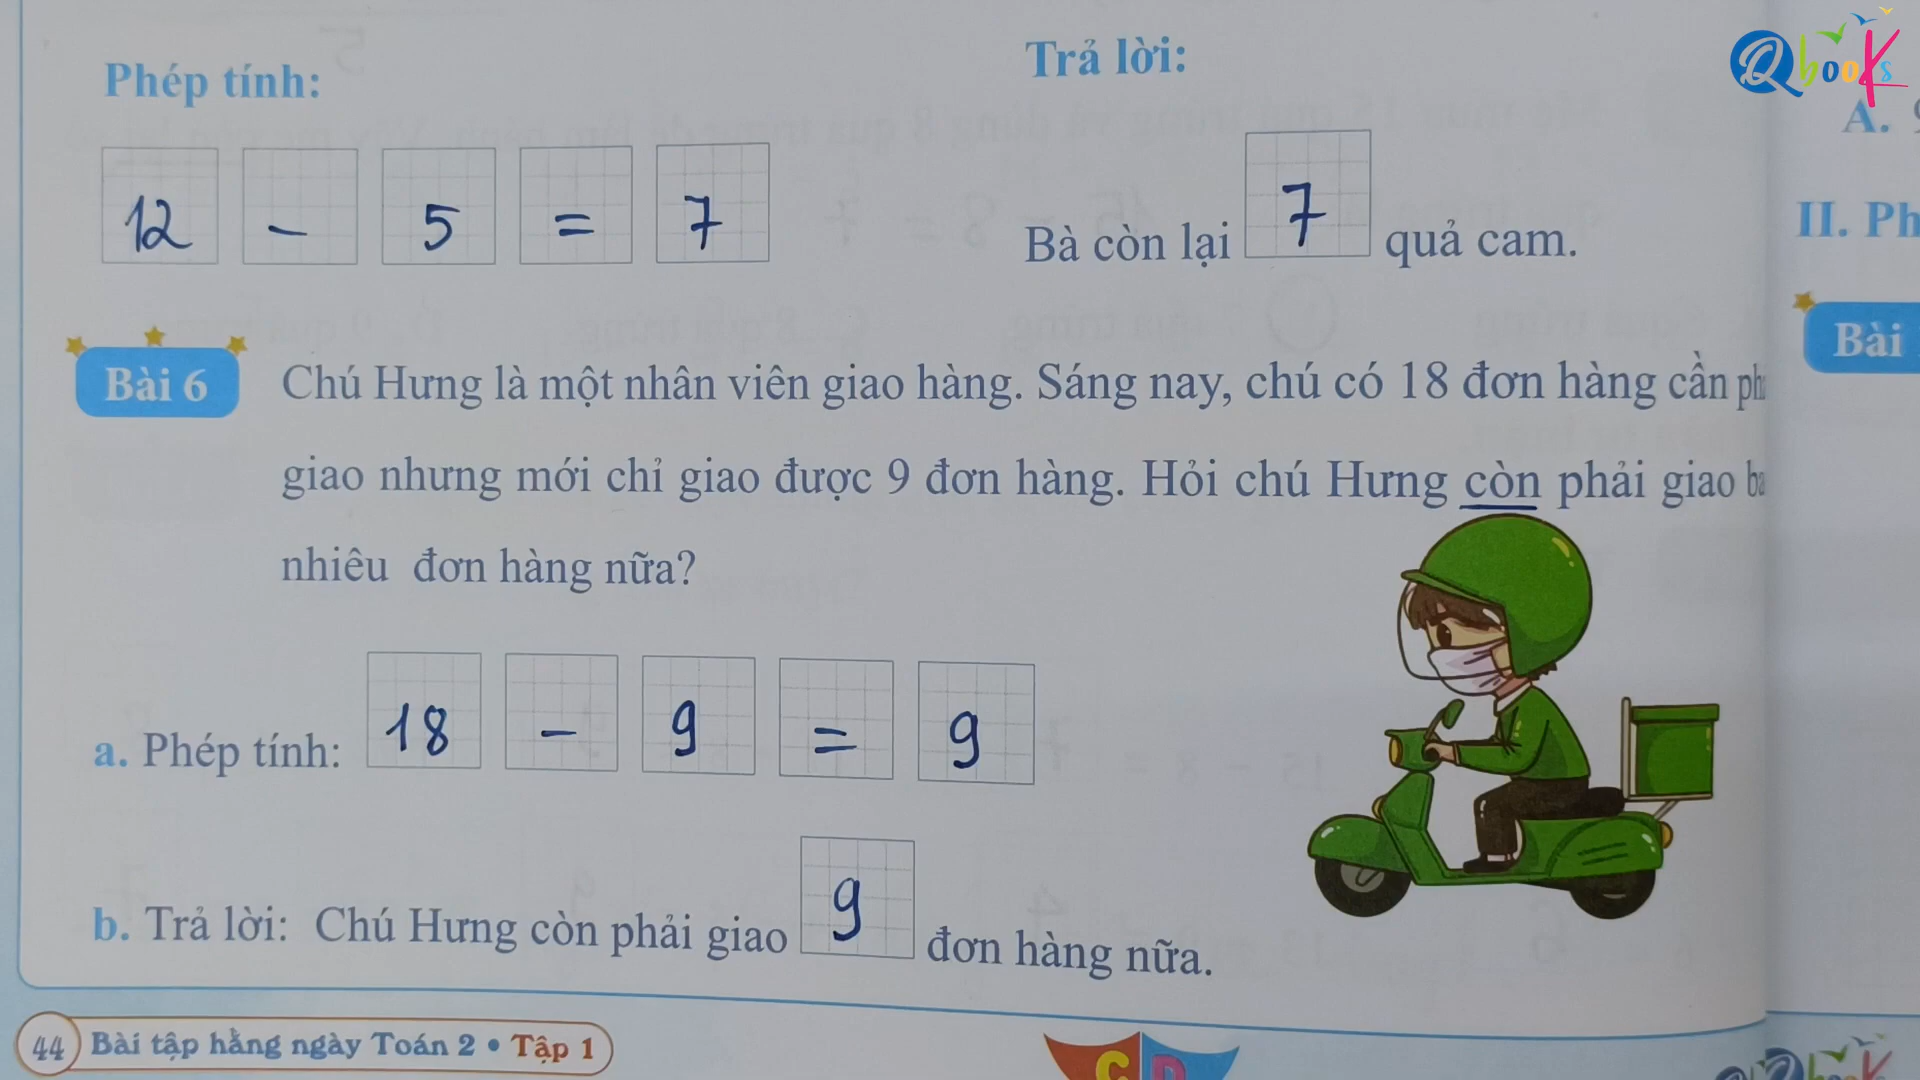 Qbooks
Phép tính:
Trả lời:
12 - 5 = 7
Bà còn lại 7 quả cam.
A.
II. Ph
Bài
Bài 6
Chú Hưng là một nhân viên giao hàng. Sáng nay, chú có 18 đơn hàng cần
giao nhưng mới chỉ giao được 9 đơn hàng. Hỏi chú Hưng còn phải giao
nhiêu đơn hàng nữa?
a. Phép tính: 18 - 9 = 9
b. Trả lời: Chú Hưng còn phải giao 9 đơn hàng nữa.
44 Bài tập hằng ngày Toán 2 • Tập 1